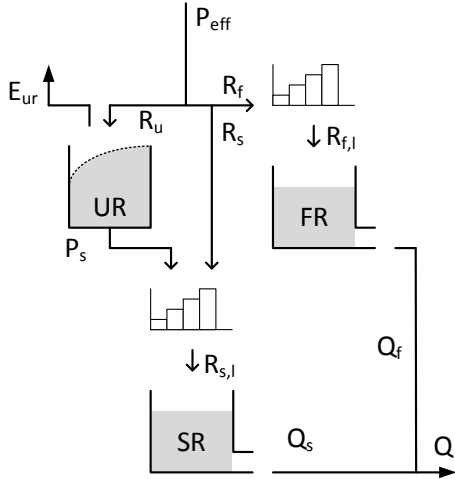 P_eff
E_ur
R_u
R_f
R_s
R_f,l
UR
FR
P_s
R_s,l
Q_f
SR
Q_s
Q